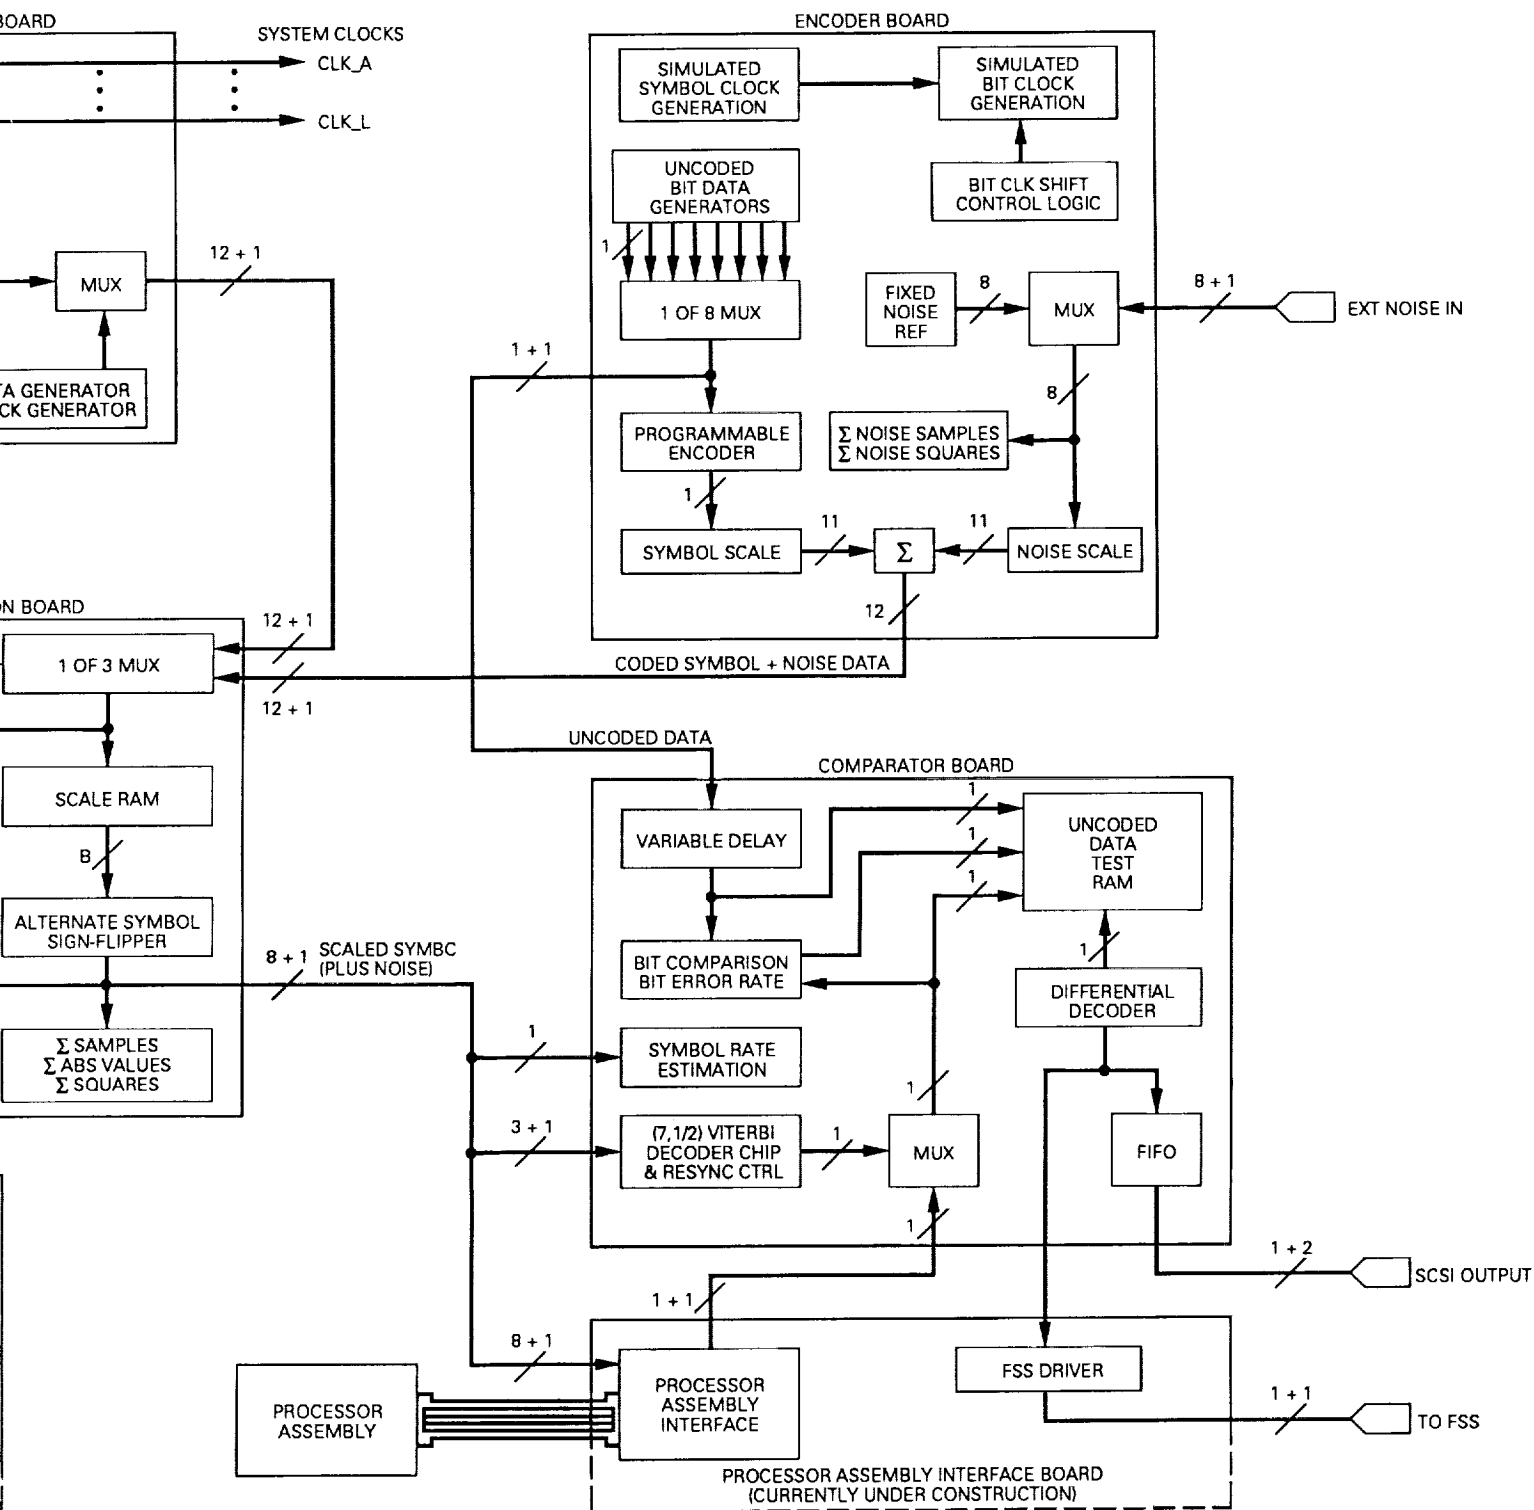 BOARD
SYSTEM CLOCKS
CLK_A
CLK_L
12 + 1
MUX
TA GENERATOR
CK GENERATOR
ENCODER BOARD
SIMULATED
SYMBOL CLOCK
GENERATION
SIMULATED
BIT CLOCK
GENERATION
UNCODED
BIT DATA
GENERATORS
BIT CLK SHIFT
CONTROL LOGIC
1
1 OF 8 MUX
FIXED
NOISE
REF
8
MUX
8 + 1
EXT NOISE IN
1 + 1
8
PROGRAMMABLE
ENCODER
Σ NOISE SAMPLES
Σ NOISE SQUARES
1
SYMBOL SCALE
11
Σ
11
NOISE SCALE
12
ON BOARD
12 + 1
1 OF 3 MUX
CODED SYMBOL + NOISE DATA
12 + 1
SCALE RAM
B
ALTERNATE SYMBOL
SIGN-FLIPPER
8 + 1
SCALED SYMBC
(PLUS NOISE)
Σ SAMPLES
Σ ABS VALUES
Σ SQUARES
UNCODED DATA
COMPARATOR BOARD
VARIABLE DELAY
1
1
1
UNCODED
DATA
TEST
RAM
BIT COMPARISON
BIT ERROR RATE
1
DIFFERENTIAL
DECODER
1
SYMBOL RATE
ESTIMATION
1
3 + 1
(7,1/2) VITERBI
DECODER CHIP
& RESYNC CTRL
1
MUX
FIFO
1
1 + 2
SCSI OUTPUT
1 + 1
8 + 1
PROCESSOR
ASSEMBLY
PROCESSOR
ASSEMBLY
INTERFACE
FSS DRIVER
1 + 1
TO FSS
PROCESSOR ASSEMBLY INTERFACE BOARD
(CURRENTLY UNDER CONSTRUCTION)